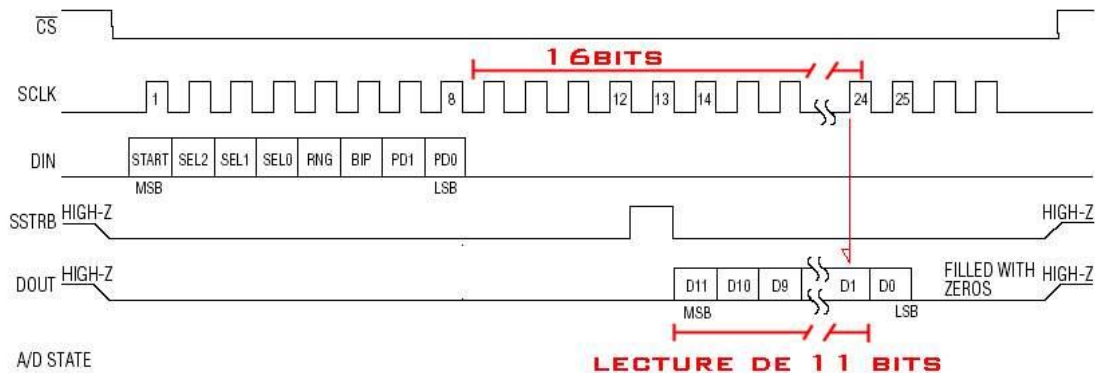 CS
16BITS
SCLK 1 8 12 13 14 24 25
DIN START SEL2 SEL1 SEL0 RNG BIP PD1 PD0
MSB LSB
SSTRB HIGH-Z HIGH-Z
DOUT HIGH-Z D11 D10 D9 D1 D0 FILLED WITH ZEROS HIGH-Z
MSB LSB
A/D STATE
LECTURE DE 11 BITS